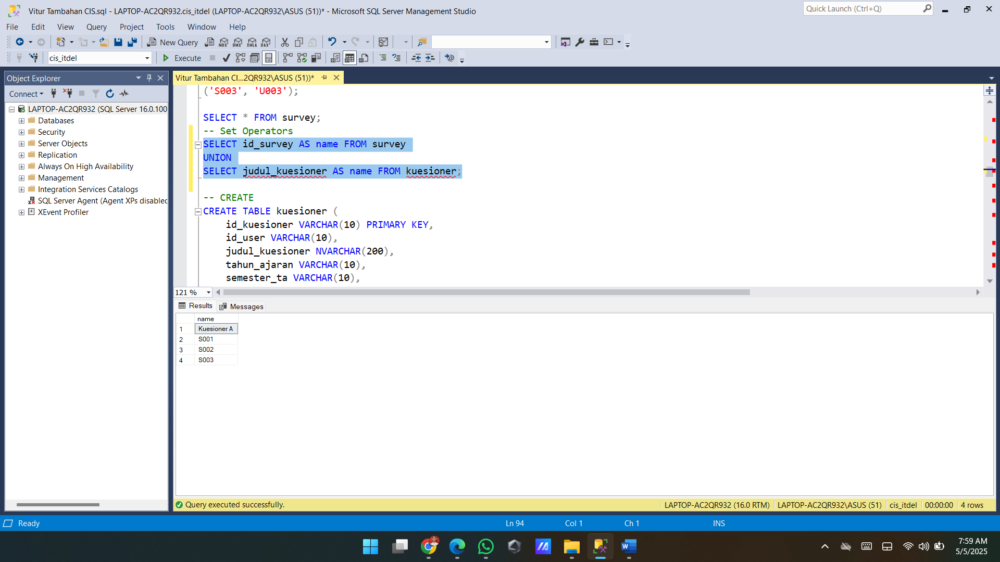 Vitur Tambahan CIS.sql - LAPTOP-AC2QR932.cis_itdel (LAPTOP-AC2QR932\ASUS (51))* - Microsoft SQL Server Management Studio
Quick Launch (Ctrl+Q)
File Edit View Query Project Tools Window Help
New Query
MDX DMX XMLA DAX
cis_itdel
Execute
Object Explorer
Vitur Tambahan CI...2QR932\ASUS (51))*
Connect
LAPTOP-AC2QR932 (SQL Server 16.0.100
Databases
Security
Server Objects
Replication
Always On High Availability
Management
Integration Services Catalogs
SQL Server Agent (Agent XPs disabled
XEvent Profiler
('S003', 'U003');
SELECT * FROM survey;
-- Set Operators
SELECT id_survey AS name FROM survey
UNION
SELECT judul_kuesioner AS name FROM kuesioner;
-- CREATE
CREATE TABLE kuesioner (
id_kuesioner VARCHAR(10) PRIMARY KEY,
id_user VARCHAR(10),
judul_kuesioner NVARCHAR(200),
tahun_ajaran VARCHAR(10),
semester_ta VARCHAR(10),
121 %
Results Messages
name
1 Kuesioner A
2 S001
3 S002
4 S003
Query executed successfully.
LAPTOP-AC2QR932 (16.0 RTM) LAPTOP-AC2QR932\ASUS (51) cis_itdel 00:00:00 4 rows
Ready
Ln 94 Col 1 Ch 1 INS
7:59 AM
5/5/2025